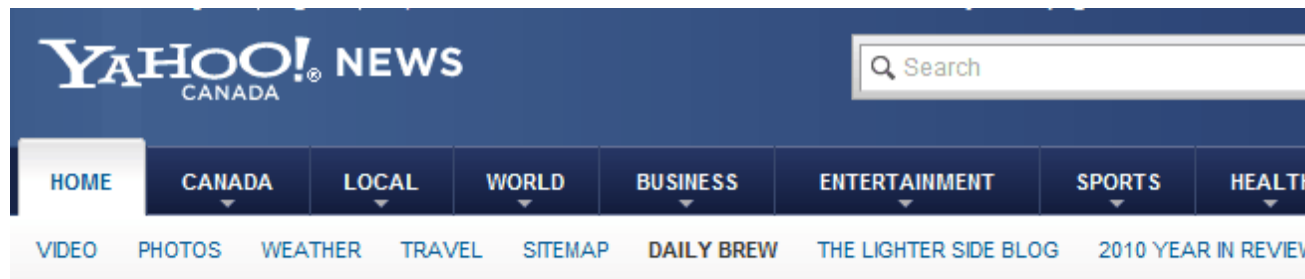 YAHOO!® NEWS
CANADA
Search
HOME CANADA LOCAL WORLD BUSINESS ENTERTAINMENT SPORTS HEALTH
VIDEO PHOTOS WEATHER TRAVEL SITEMAP DAILY BREW THE LIGHTER SIDE BLOG 2010 YEAR IN REVIEW